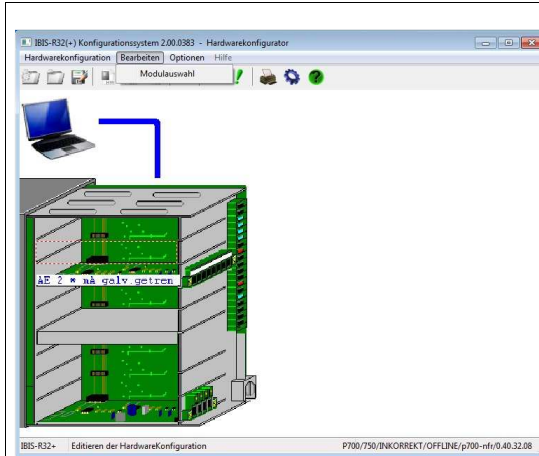 IBIS-R32(+) Konfigurationssystem 2.00.0383 - Hardwarekonfigurator
Hardwarekonfiguration Bearbeiten Optionen Hilfe
Modulauswahl
AE 2 * mA galv.getren
IBIS-R32+ Editieren der HardwareKonfiguration P700/750/INKORREKT/OFFLINE/p700-nfr/0.40.32.08